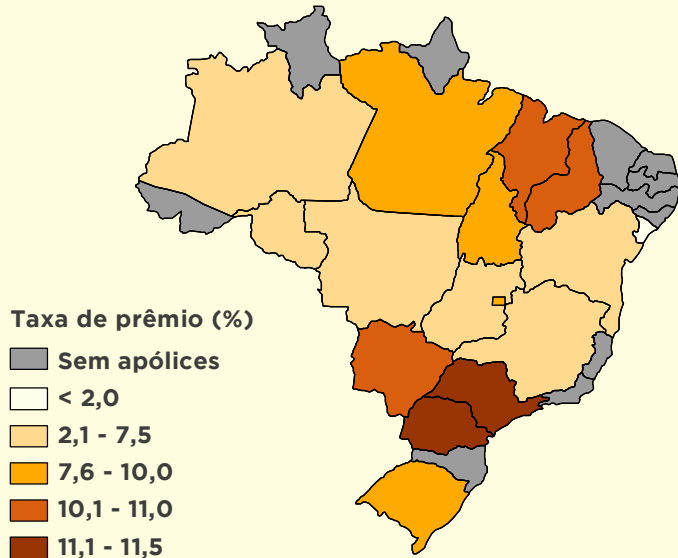 Taxa de prêmio (%)
Sem apólices
< 2,0
2,1 - 7,5
7,6 - 10,0
10,1 - 11,0
11,1 - 11,5